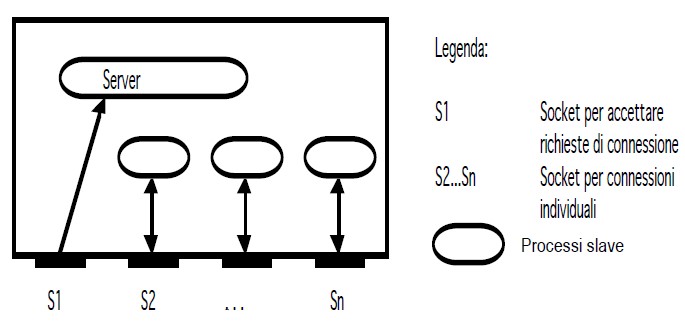 Server
S1
S2
...
Sn
Legenda:
S1 Socket per accettare
richieste di connessione
S2...Sn Socket per connessioni
individuali
Processi slave